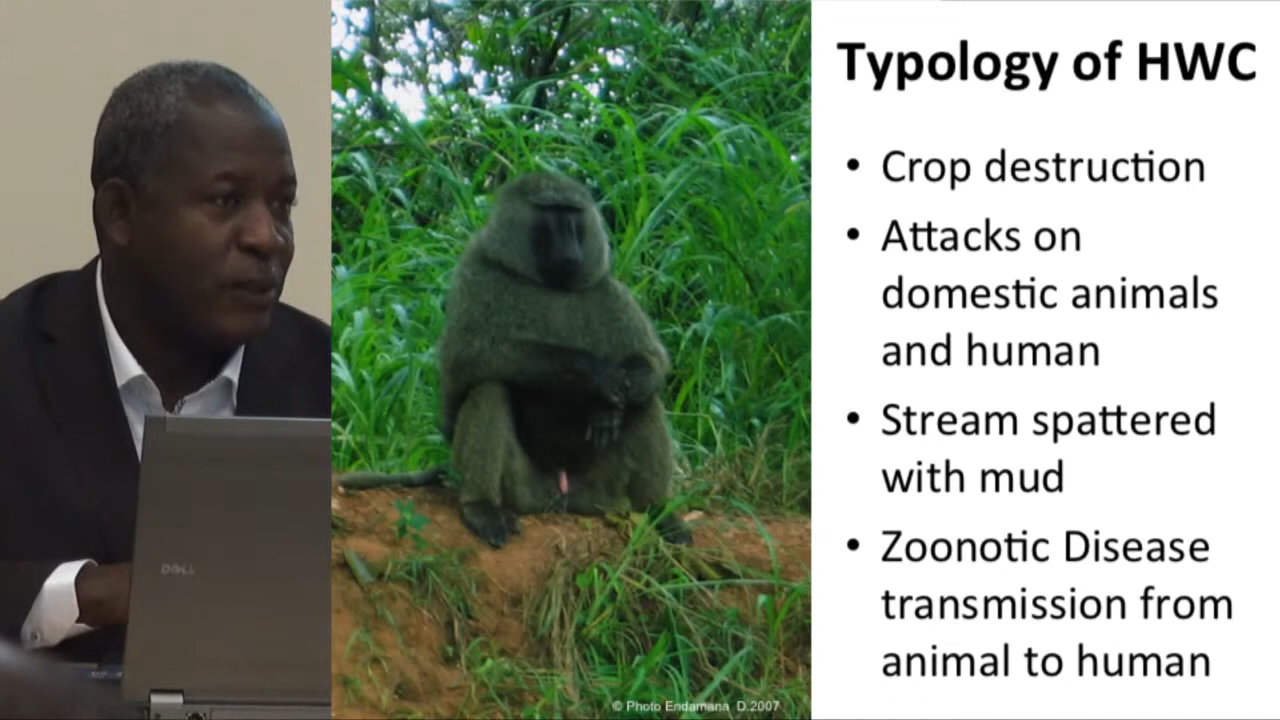 Typology of HWC
• Crop destruction
• Attacks on
domestic animals
and human
• Stream spattered
with mud
• Zoonotic Disease
transmission from
animal to human
DELL
© Photo Endamana D.2007